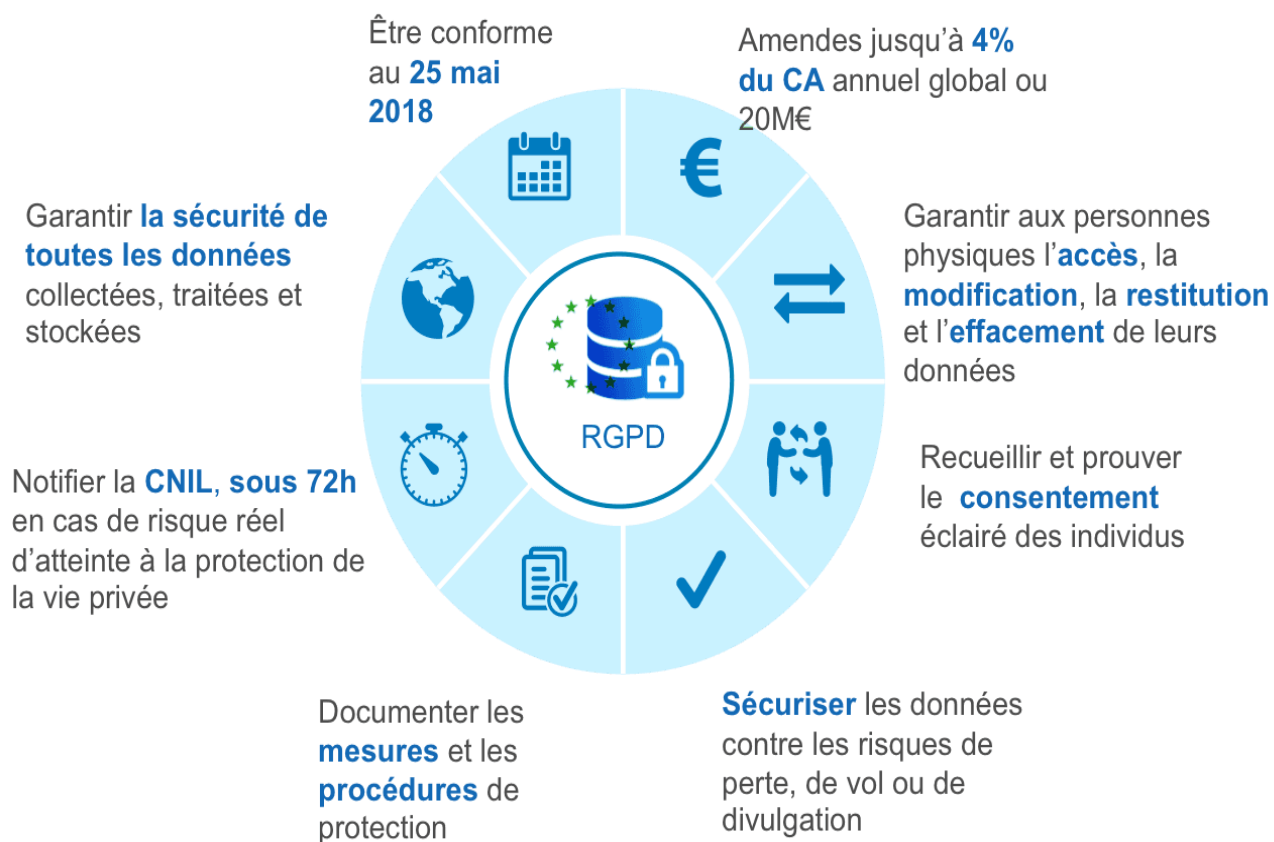 Être conforme
au 25 mai
2018
Amendes jusqu’à 4%
du CA annuel global ou
20M€
Garantir aux personnes
physiques l’accès, la
modification, la restitution
et l’effacement de leurs
données
Recueillir et prouver
le consentement
éclairé des individus
Sécuriser les données
contre les risques de
perte, de vol ou de
divulgation
Documenter les
mesures et les
procédures de
protection
Notifier la CNIL, sous 72h
en cas de risque réel
d’atteinte à la protection de
la vie privée
Garantir la sécurité de
toutes les données
collectées, traitées et
stockées
€
RGPD